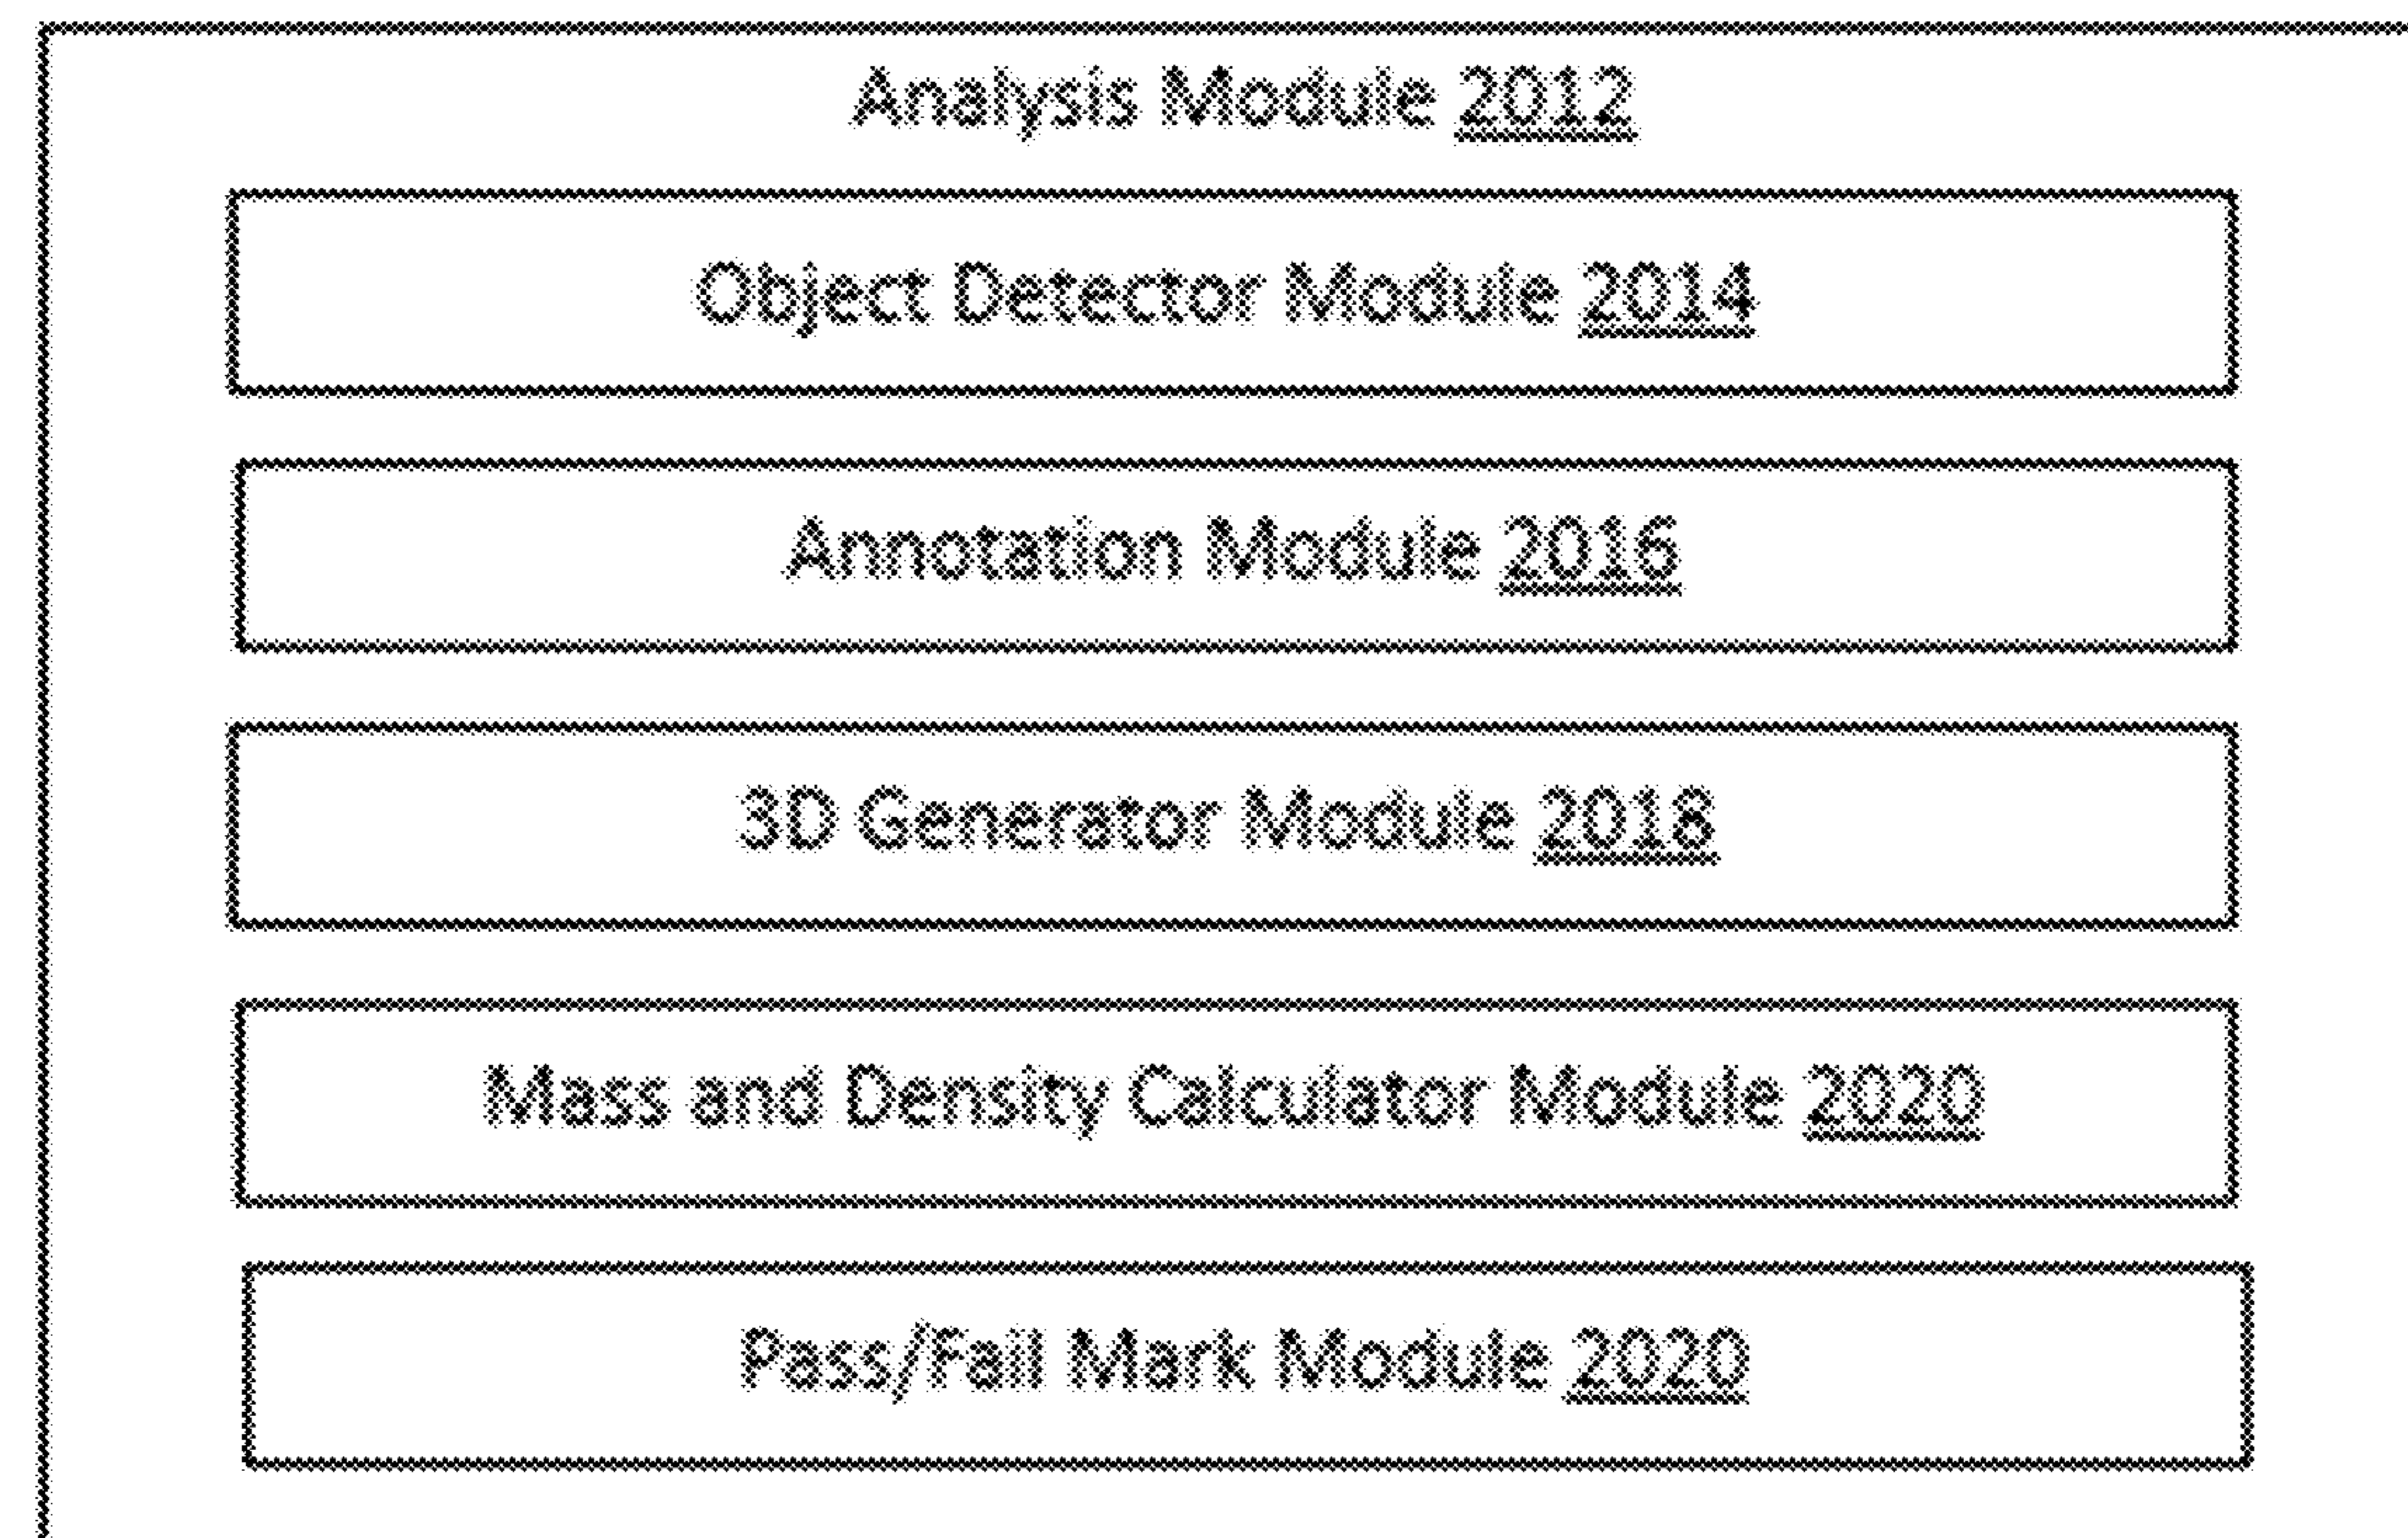 Analysis Module 2012
Object Detector Module 2014
Annotation Module 2016
3D Generator Module 2018
Mass and Density Calculator Module 2020
Pass/Fail Mark Module 2020